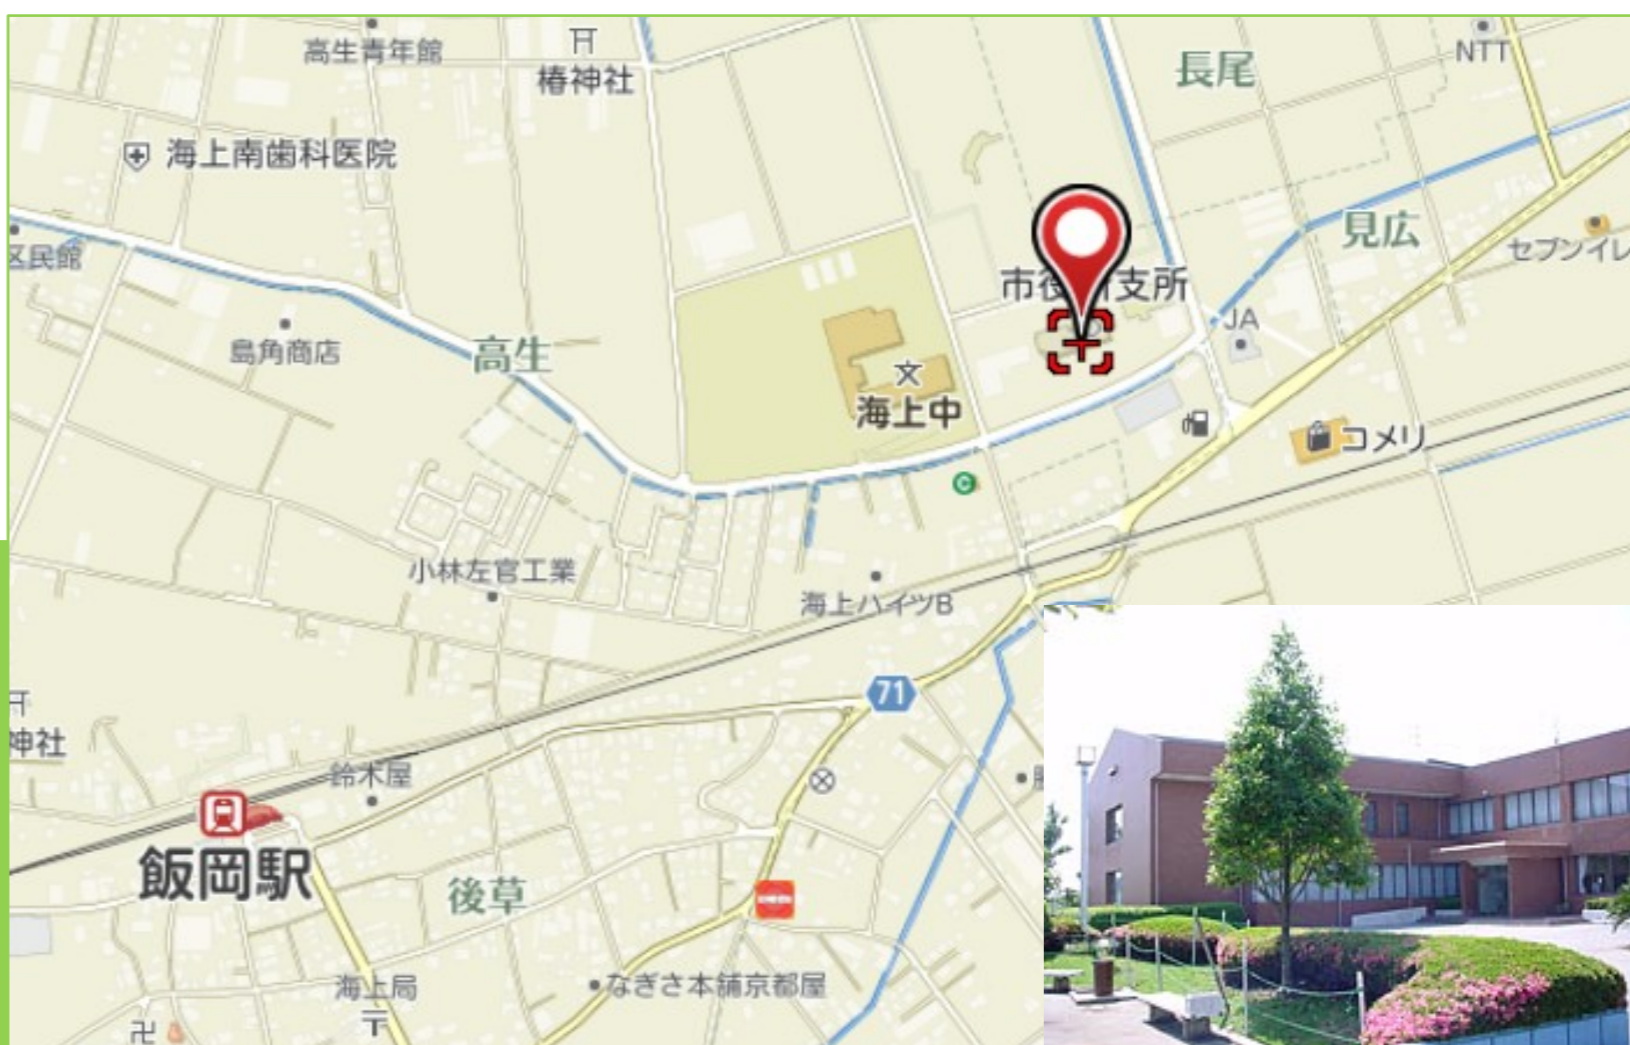 高生青年館
椿神社
長尾
NTT
海上南歯科医院
見広
区民館
セブンイレ
市役
支所
JA
島角商店
高生
文
海上中
コメリ
C
小林左官工業
海上ハイツB
71
神社
鈴木屋
飯岡駅
後草
なぎさ本舗京都屋
海上局
〒
卍